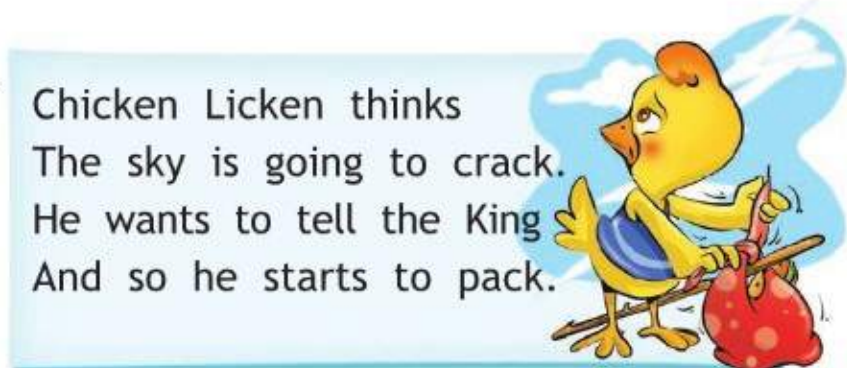 Chicken Licken thinks
The sky is going to crack.
He wants to tell the King
And so he starts to pack.